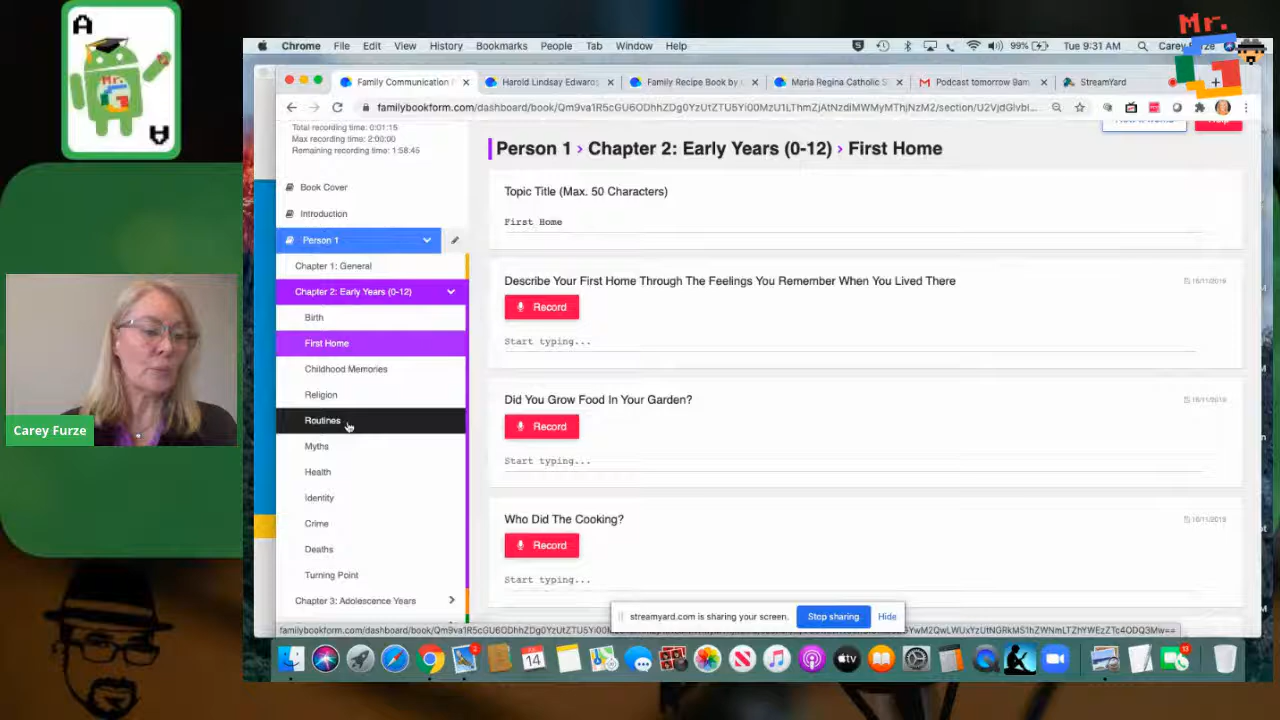 A
Mr.
A
Mr.
Chrome File Edit View History Bookmarks People Tab Window Help
99% Tue 9:31 AM Carey Furze
Family Communication P
Harold Lindsay Edwards
Family Recipe Book by
Maria Regina Catholic S
Podcast tomorrow 9am
StreamYard
Total recording time: 0:01:15
Max recording time: 2:00:00
Remaining recording time: 1:58:45
Book Cover
Introduction
Person 1
Chapter 1: General
Chapter 2: Early Years (0-12)
Birth
First Home
Childhood Memories
Religion
Routines
Myths
Health
Identity
Crime
Deaths
Turning Point
Chapter 3: Adolescence Years
Person 1 › Chapter 2: Early Years (0-12) › First Home
Topic Title (Max. 50 Characters)
First Home
Describe Your First Home Through The Feelings You Remember When You Lived There
Record
Start typing...
Did You Grow Food In Your Garden?
Record
Start typing...
Who Did The Cooking?
Record
Start typing...
streamyard.com is sharing your screen.
Stop sharing
Hide
Carey Furze
14
tv